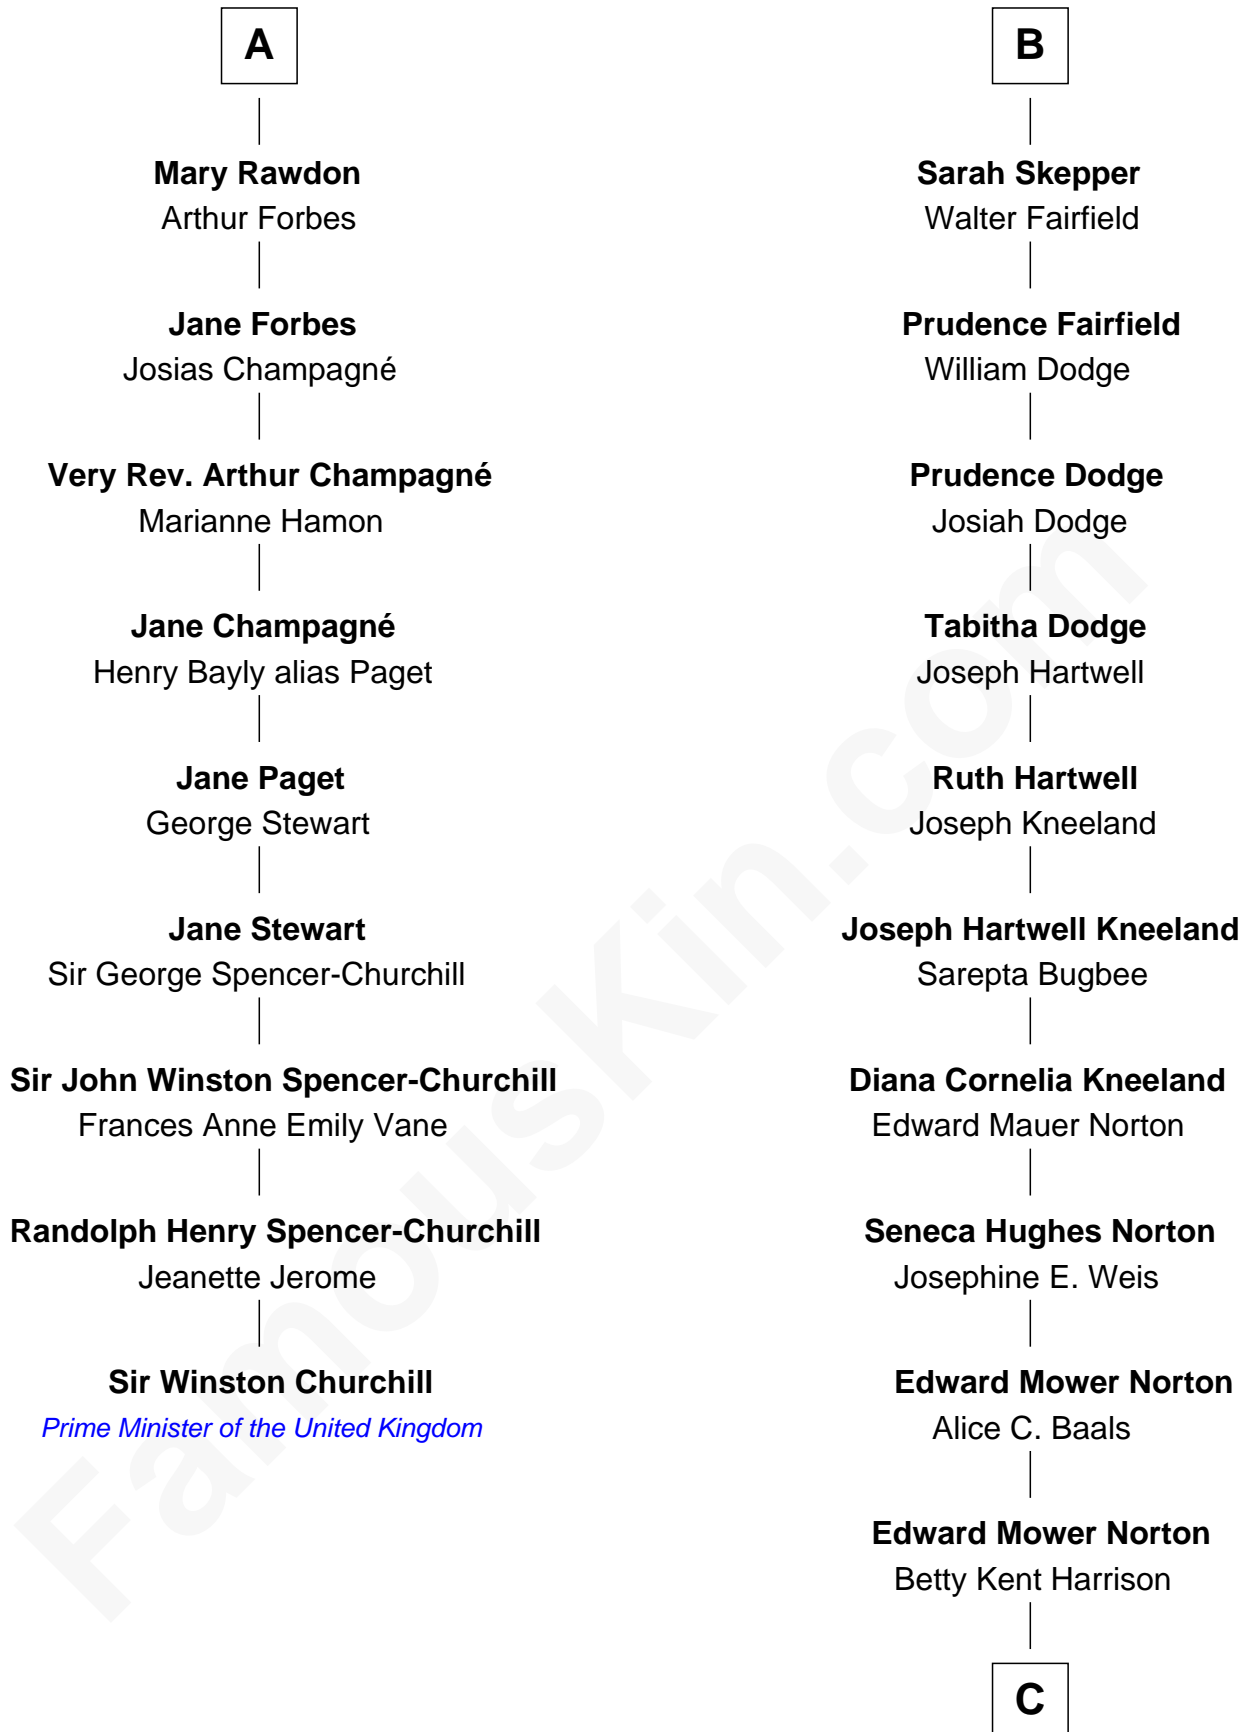 A
Mary Rawdon
Arthur Forbes
Jane Forbes
Josias Champagné
Very Rev. Arthur Champagné
Marianne Hamon
Jane Champagné
Henry Bayly alias Paget
Jane Paget
George Stewart
Jane Stewart
Sir George Spencer-Churchill
Sir John Winston Spencer-Churchill
Frances Anne Emily Vane
Randolph Henry Spencer-Churchill
Jeanette Jerome
Sir Winston Churchill
Prime Minister of the United Kingdom
B
Sarah Skepper
Walter Fairfield
Prudence Fairfield
William Dodge
Prudence Dodge
Josiah Dodge
Tabitha Dodge
Joseph Hartwell
Ruth Hartwell
Joseph Kneeland
Joseph Hartwell Kneeland
Sarepta Bugbee
Diana Cornelia Kneeland
Edward Mauer Norton
Seneca Hughes Norton
Josephine E. Weis
Edward Mower Norton
Alice C. Baals
Edward Mower Norton
Betty Kent Harrison
C
FamousKin.com